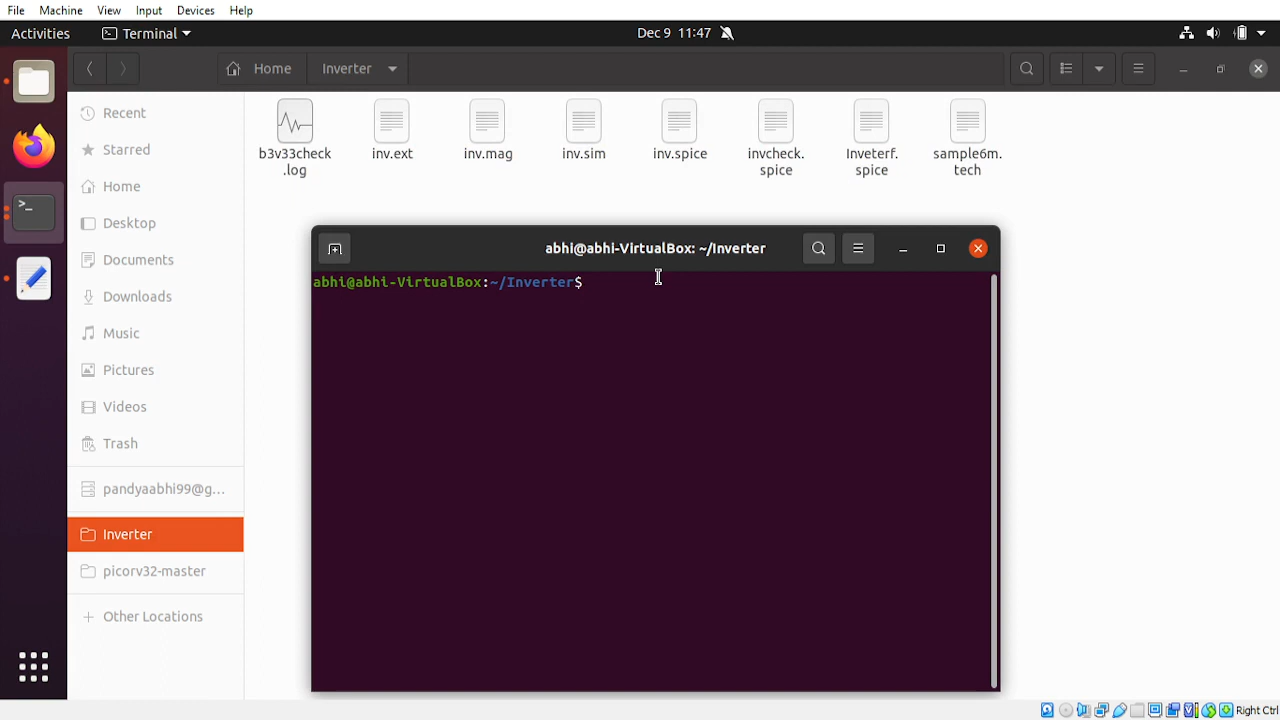 File Machine View Input Devices Help
Activities Terminal Dec 9 11:47
Home Inverter
Recent
Starred
Home
Desktop
Documents
Downloads
Music
Pictures
Videos
Trash
pandyaabhi99@g...
Inverter
picorv32-master
+ Other Locations
b3v33check
.log
inv.ext
inv.mag
inv.sim
inv.spice
invcheck.
spice
Inveterf.
spice
sample6m.
tech
abhi@abhi-VirtualBox: ~/Inverter
abhi@abhi-VirtualBox:~/Inverter$
Right Ctrl